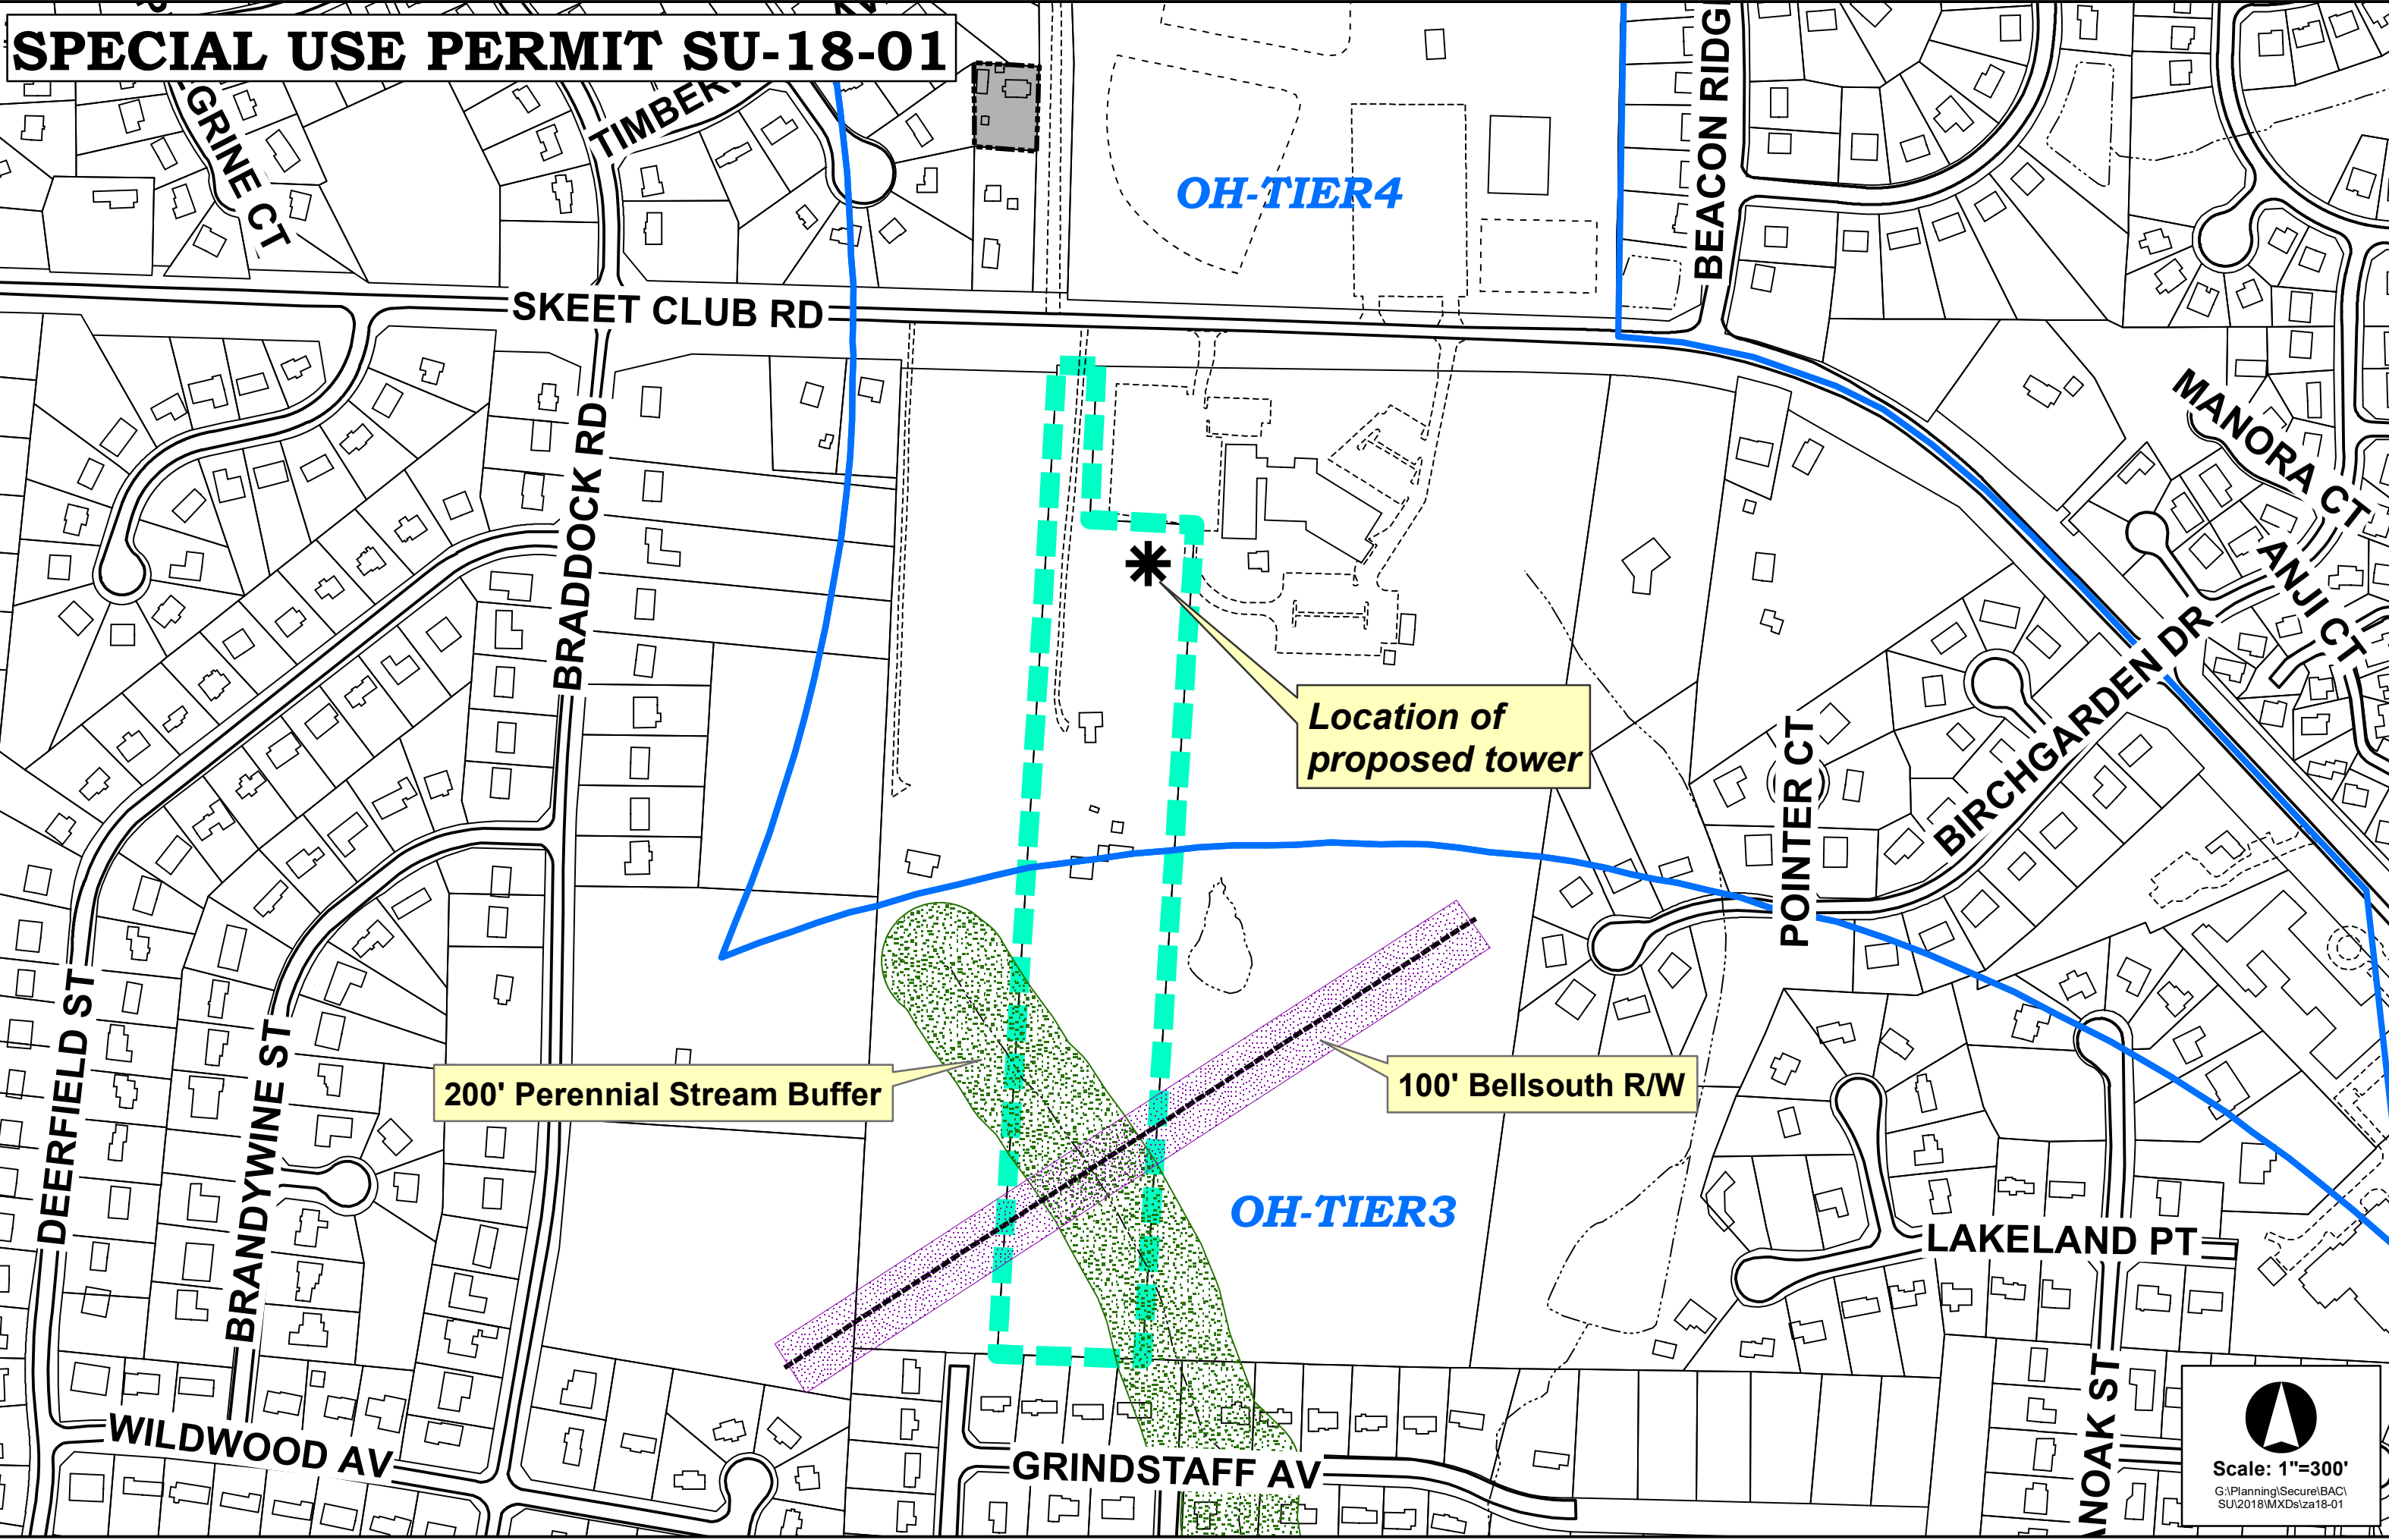 SPECIAL USE PERMIT SU-18-01
GRINE CT
TIMBER
OH-TIER4
BEACON RIDG
SKEET CLUB RD
MANORA CT
BRADDOCK RD
ANJI CT
BIRCHGARDEN DR
Location of
proposed tower
POINTER CT
DEERFIELD ST
BRANDYWINE ST
200' Perennial Stream Buffer
100' Bellsouth R/W
OH-TIER3
LAKELAND PT
WILDWOOD AV
GRINDSTAFF AV
ANOAK ST
Scale: 1"=300'
G:\Planning\Secure\BAC\
SU\2018\MXDs\za18-01